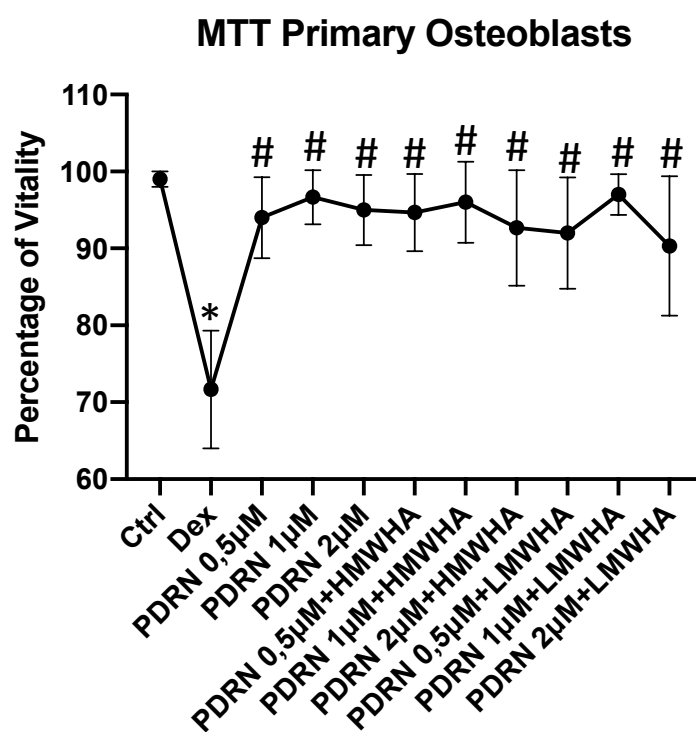 MTT Primary Osteoblasts
Percentage of Vitality
110
100
90
80
70
60
*
#
#
#
#
#
#
#
#
#
Ctrl
Dex
PDRN 0,5µM
PDRN 1µM
PDRN 2µM
PDRN 0,5µM+HMWHA
PDRN 1µM+HMWHA
PDRN 2µM+HMWHA
PDRN 0,5µM+LMWHA
PDRN 1µM+LMWHA
PDRN 2µM+LMWHA